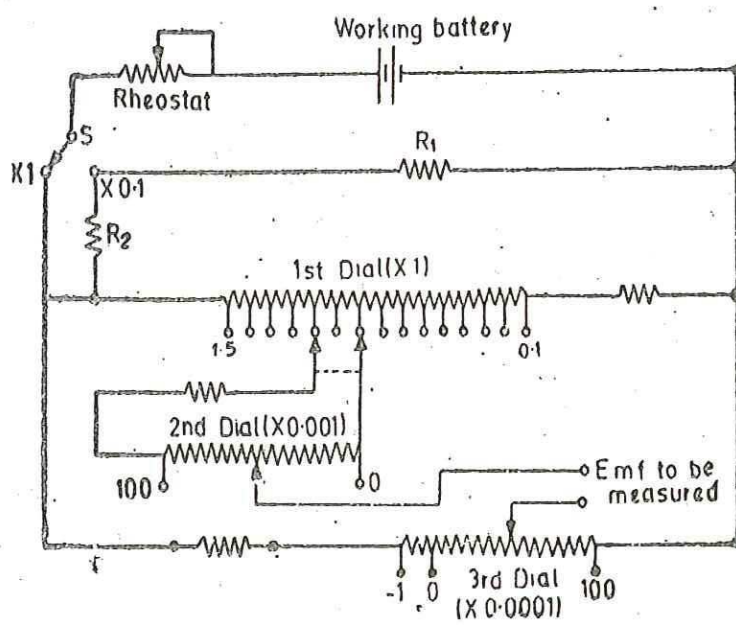 Working battery
Rheostat
S
X1
X0.1
R1
R2
1st Dial(X1)
1.5
0.1
2nd Dial(X0.001)
100
0
Emf to be
measured
-1
0
3rd Dial
(X0.0001)
100